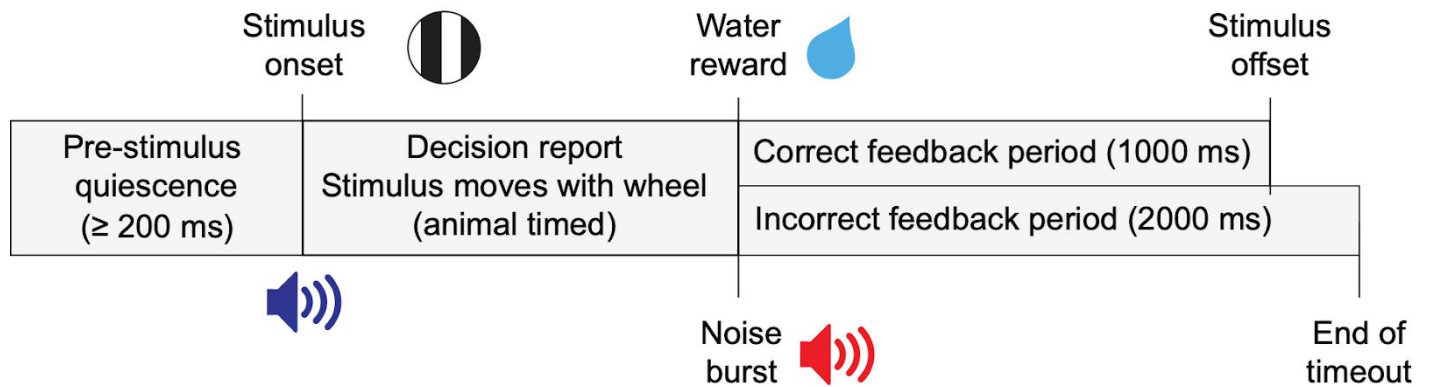 Stimulus
onset
Water
reward
Stimulus
offset
Pre-stimulus
quiescence
(≥ 200 ms)
Decision report
Stimulus moves with wheel
(animal timed)
Correct feedback period (1000 ms)
Incorrect feedback period (2000 ms)
Noise
burst
End of
timeout